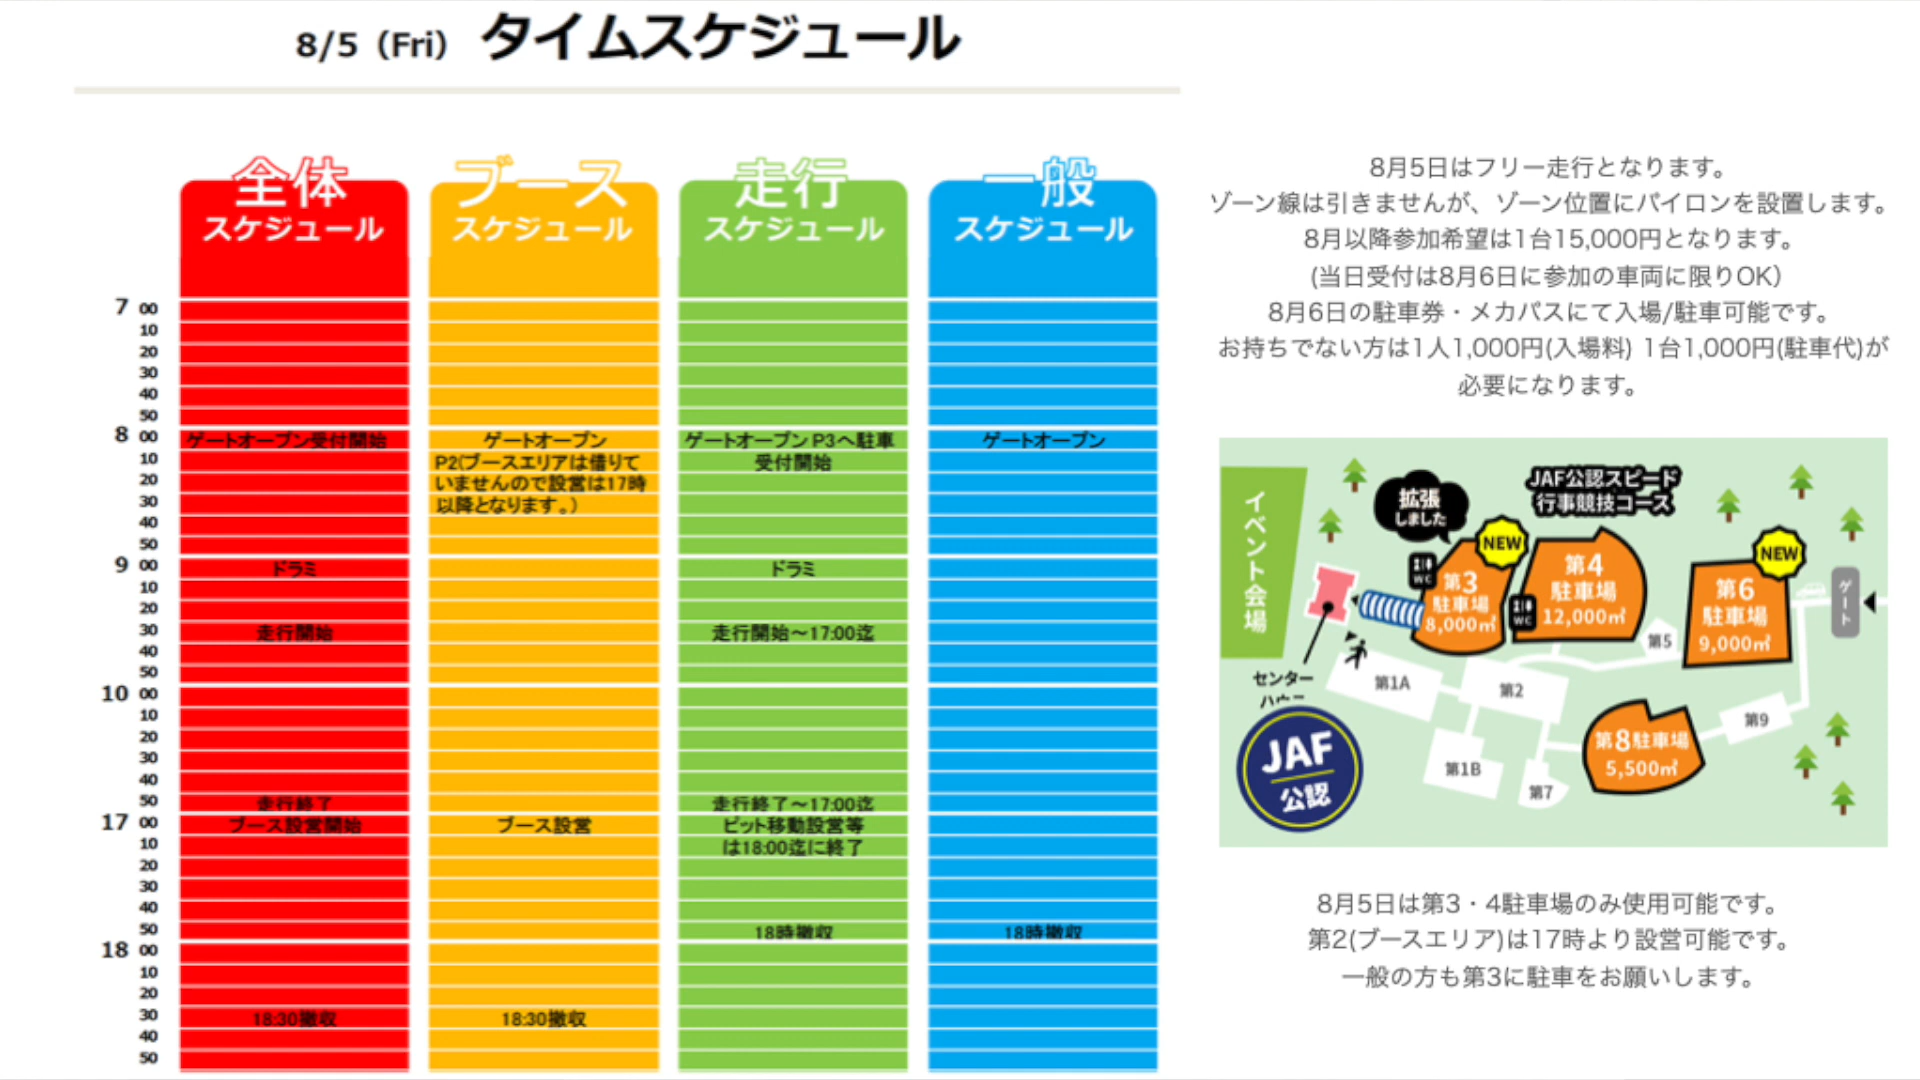 8/5（Fri） タイムスケジュール
全体
スケジュール
ブース
スケジュール
走行
スケジュール
一般
スケジュール
7 00
10
20
30
40
50
8 00 ゲートオープン受付開始 ゲートオープン ゲートオープン P3へ駐車 ゲートオープン
10 P2(ブースエリアは借りて 受付開始
20 いませんので設営は17時
30 以降となります。）
40
50
9 00 ドラミ ドラミ
10
20
30 走行開始 走行開始～17:00迄
40
50
10 00
10
20
30
40
50 走行終了 走行終了～17:00迄
17 00 ブース設営開始 ブース設営 ピット移動設営等
10 は18:00迄に終了
20
30
40
50 18時撤収 18時撤収
18 00
10
20
30 18:30撤収 18:30撤収
40
50
8月5日はフリー走行となります。
ゾーン線は引きませんが、ゾーン位置にパイロンを設置します。
8月以降参加希望は1台15,000円となります。
(当日受付は8月6日に参加の車両に限りOK）
8月6日の駐車券・メカパスにて入場/駐車可能です。
お持ちでない方は1人1,000円(入場料) 1台1,000円(駐車代)が
必要になります。
イベント会場
拡張
しました
JAF公認スピード
行事競技コース
NEW
NEW
WC
第3
駐車場
8,000㎡
WC
第4
駐車場
12,000㎡
第6
駐車場
9,000㎡
ゲート
第5
センター
ハウス
第1A
第2
第9
第8駐車場
5,500㎡
第1B
第7
JAF
公認
8月5日は第3・4駐車場のみ使用可能です。
第2(ブースエリア)は17時より設営可能です。
一般の方も第3に駐車をお願いします。